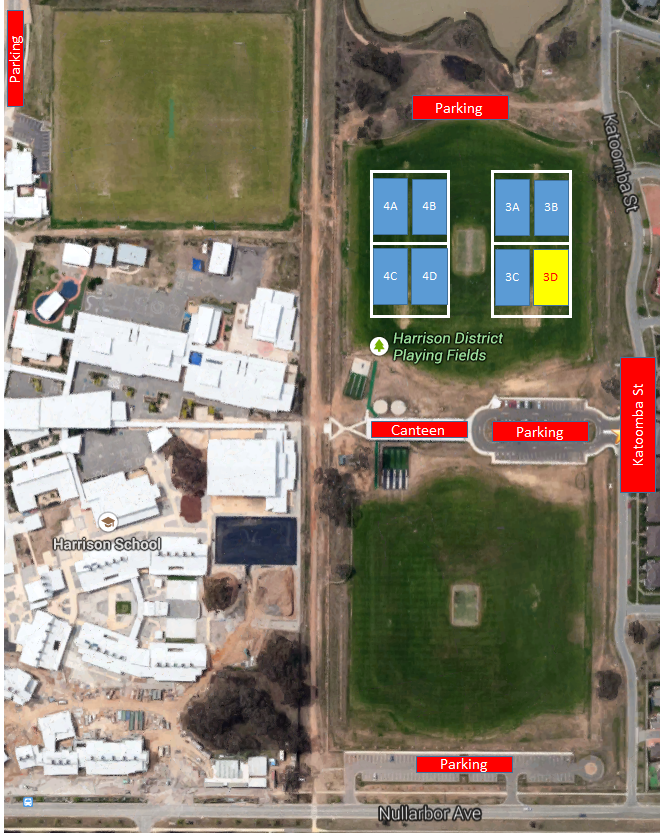 Parking
Parking
Katoomba St
4A
4B
3A
3B
4C
4D
3C
3D
Harrison District
Playing Fields
Katoomba St
Canteen
Parking
Harrison School
Parking
Nullarbor Ave